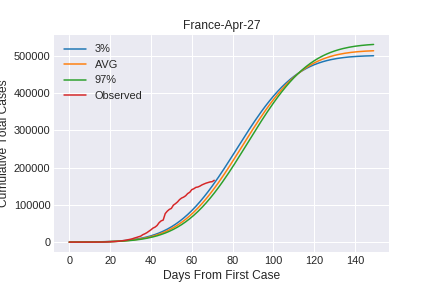 France-Apr-27
3%
AVG
97%
Observed
500000
400000
300000
200000
100000
0
Cumulative Total Cases
0 20 40 60 80 100 120 140
Days From First Case